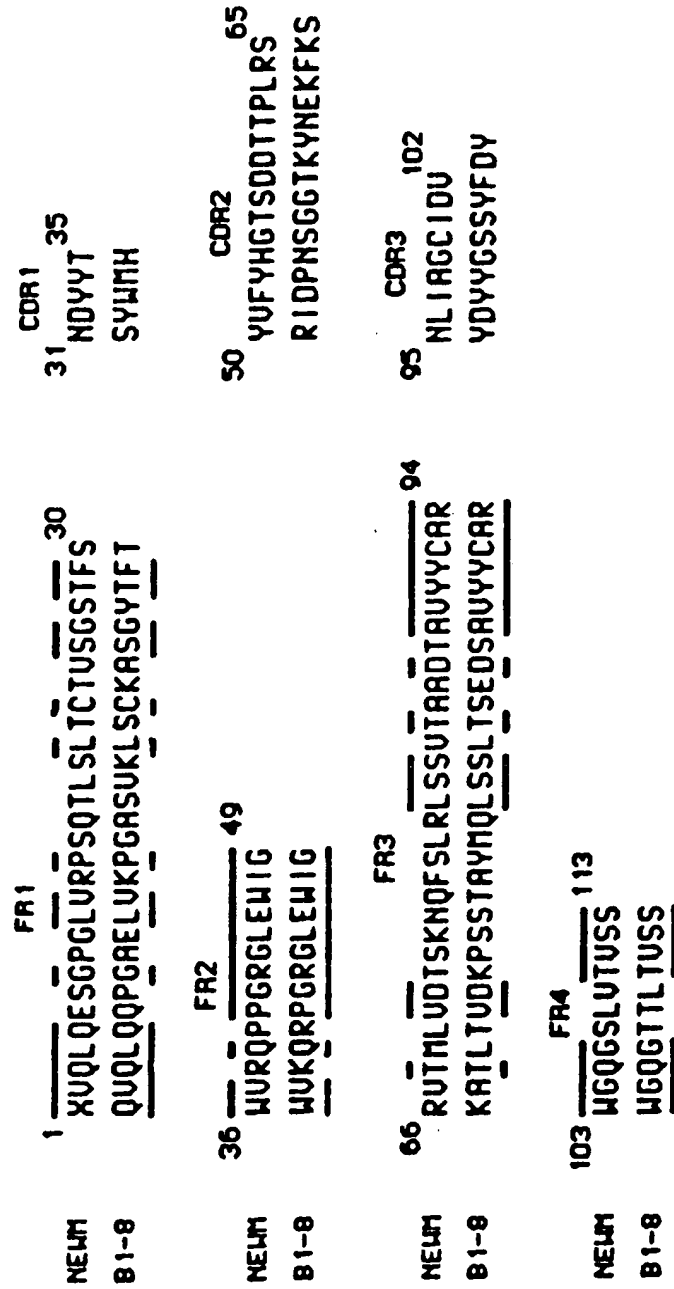 FR1 CDR1
1 30 31 35
NEWM XVQLQESGPGLVRPSQTLSLTCTVSGSTFS NDYYT
B1-8 QVQLQQPGAELVKPGASVKLSCKASGYTFT SYWMH
FR2 CDR2
36 49 50 65
NEWM WVRQPPGRGLEWIG YVFYHGTSDDTTPLRS
B1-8 WVKQRPGRGLEWIG RIDPNSGGTKYNEKFKS
FR3 CDR3
66 94 95 102
NEWM RVTMLVDTSKNQFSLRLSSVTAADTAVYYCAR NLIAGCIDV
B1-8 KATLTVDKPSSTAYMQLSSLTSEDSAVYYCAR YDYYGSSYFDY
FR4
103 113
NEWM WGQGSLVTVSS
B1-8 WGQGTTLTVSS